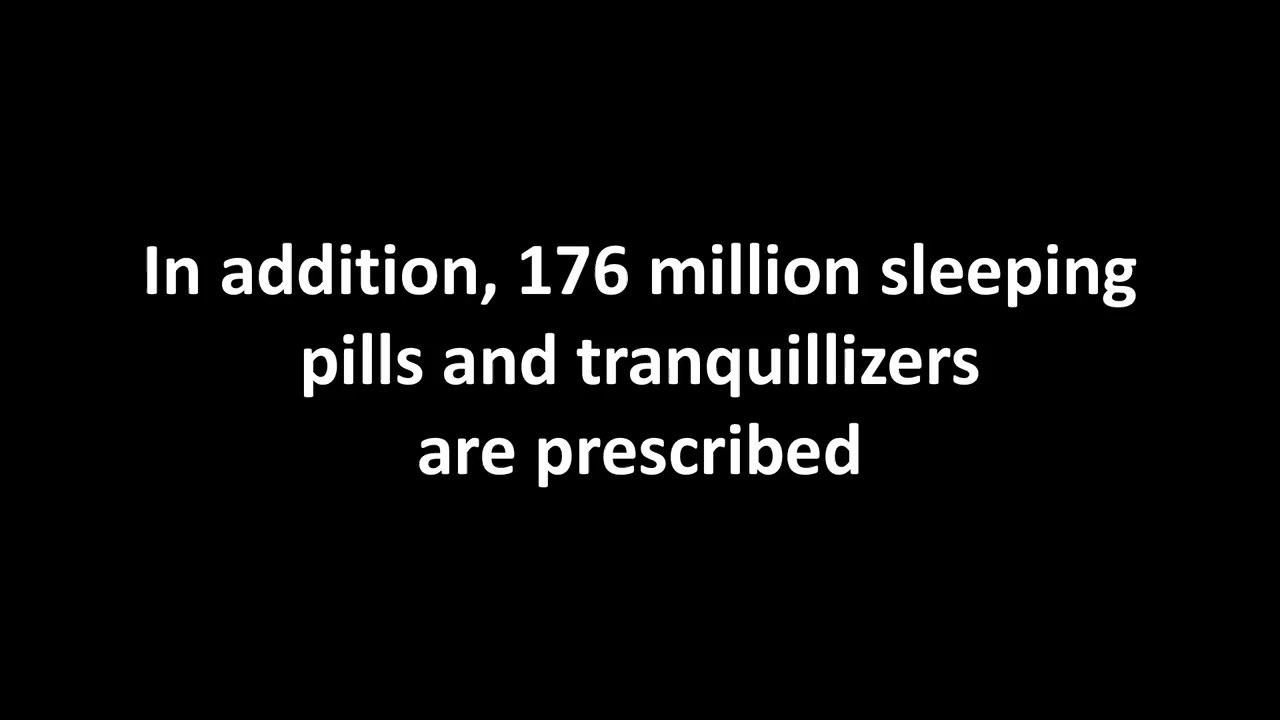 In addition, 176 million sleeping
pills and tranquillizers
are prescribed